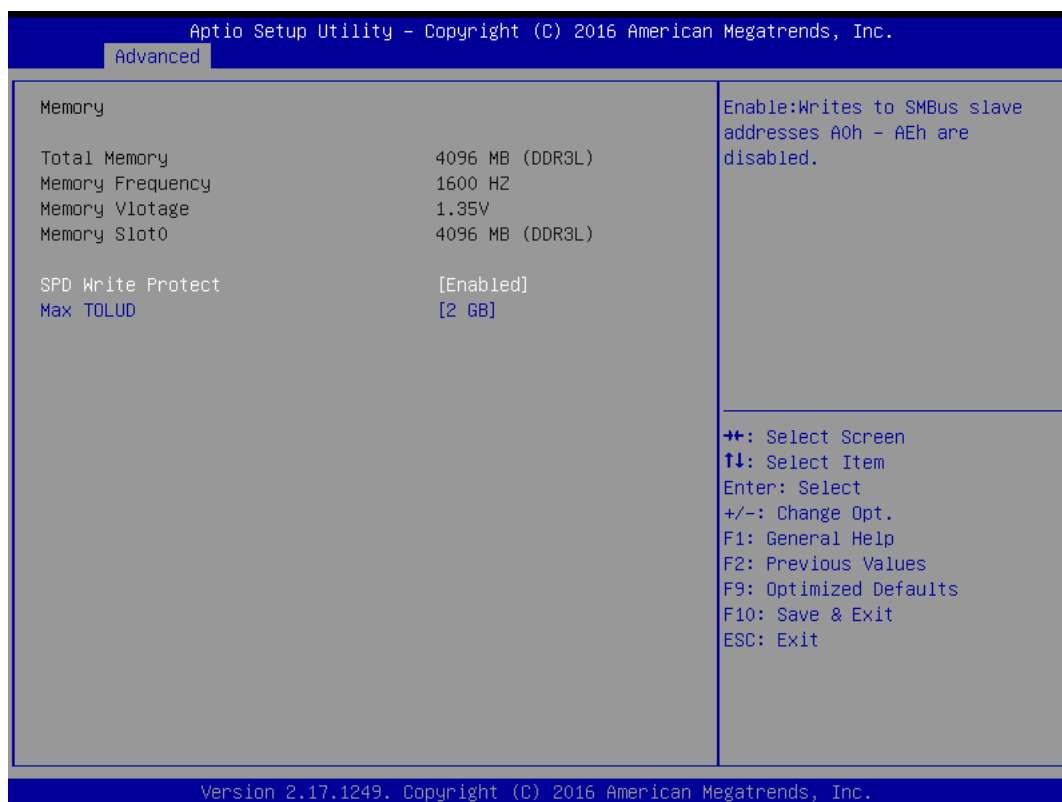 Aptio Setup Utility – Copyright (C) 2016 American Megatrends, Inc.
Advanced
Memory
Total Memory 4096 MB (DDR3L)
Memory Frequency 1600 HZ
Memory Vlotage 1.35V
Memory Slot0 4096 MB (DDR3L)
SPD Write Protect [Enabled]
Max TOLUD [2 GB]
Enable:Writes to SMBus slave
addresses A0h – AEh are
disabled.
→←: Select Screen
↑↓: Select Item
Enter: Select
+/-: Change Opt.
F1: General Help
F2: Previous Values
F9: Optimized Defaults
F10: Save & Exit
ESC: Exit
Version 2.17.1249. Copyright (C) 2016 American Megatrends, Inc.